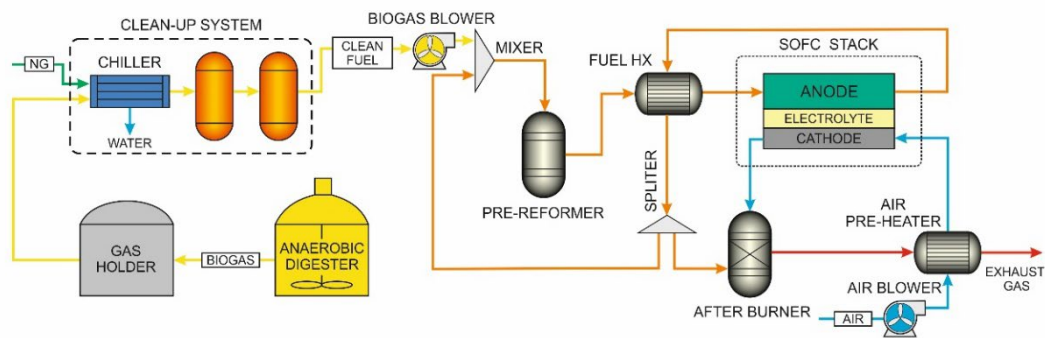 CLEAN-UP SYSTEM
NG
CHILLER
WATER
CLEAN
FUEL
BIOGAS BLOWER
MIXER
PRE-REFORMER
FUEL HX
SPLITER
SOFC STACK
ANODE
ELECTROLYTE
CATHODE
AIR
PRE-HEATER
EXHAUST
GAS
AFTER BURNER
AIR BLOWER
AIR
GAS
HOLDER
BIOGAS
ANAEROBIC
DIGESTER